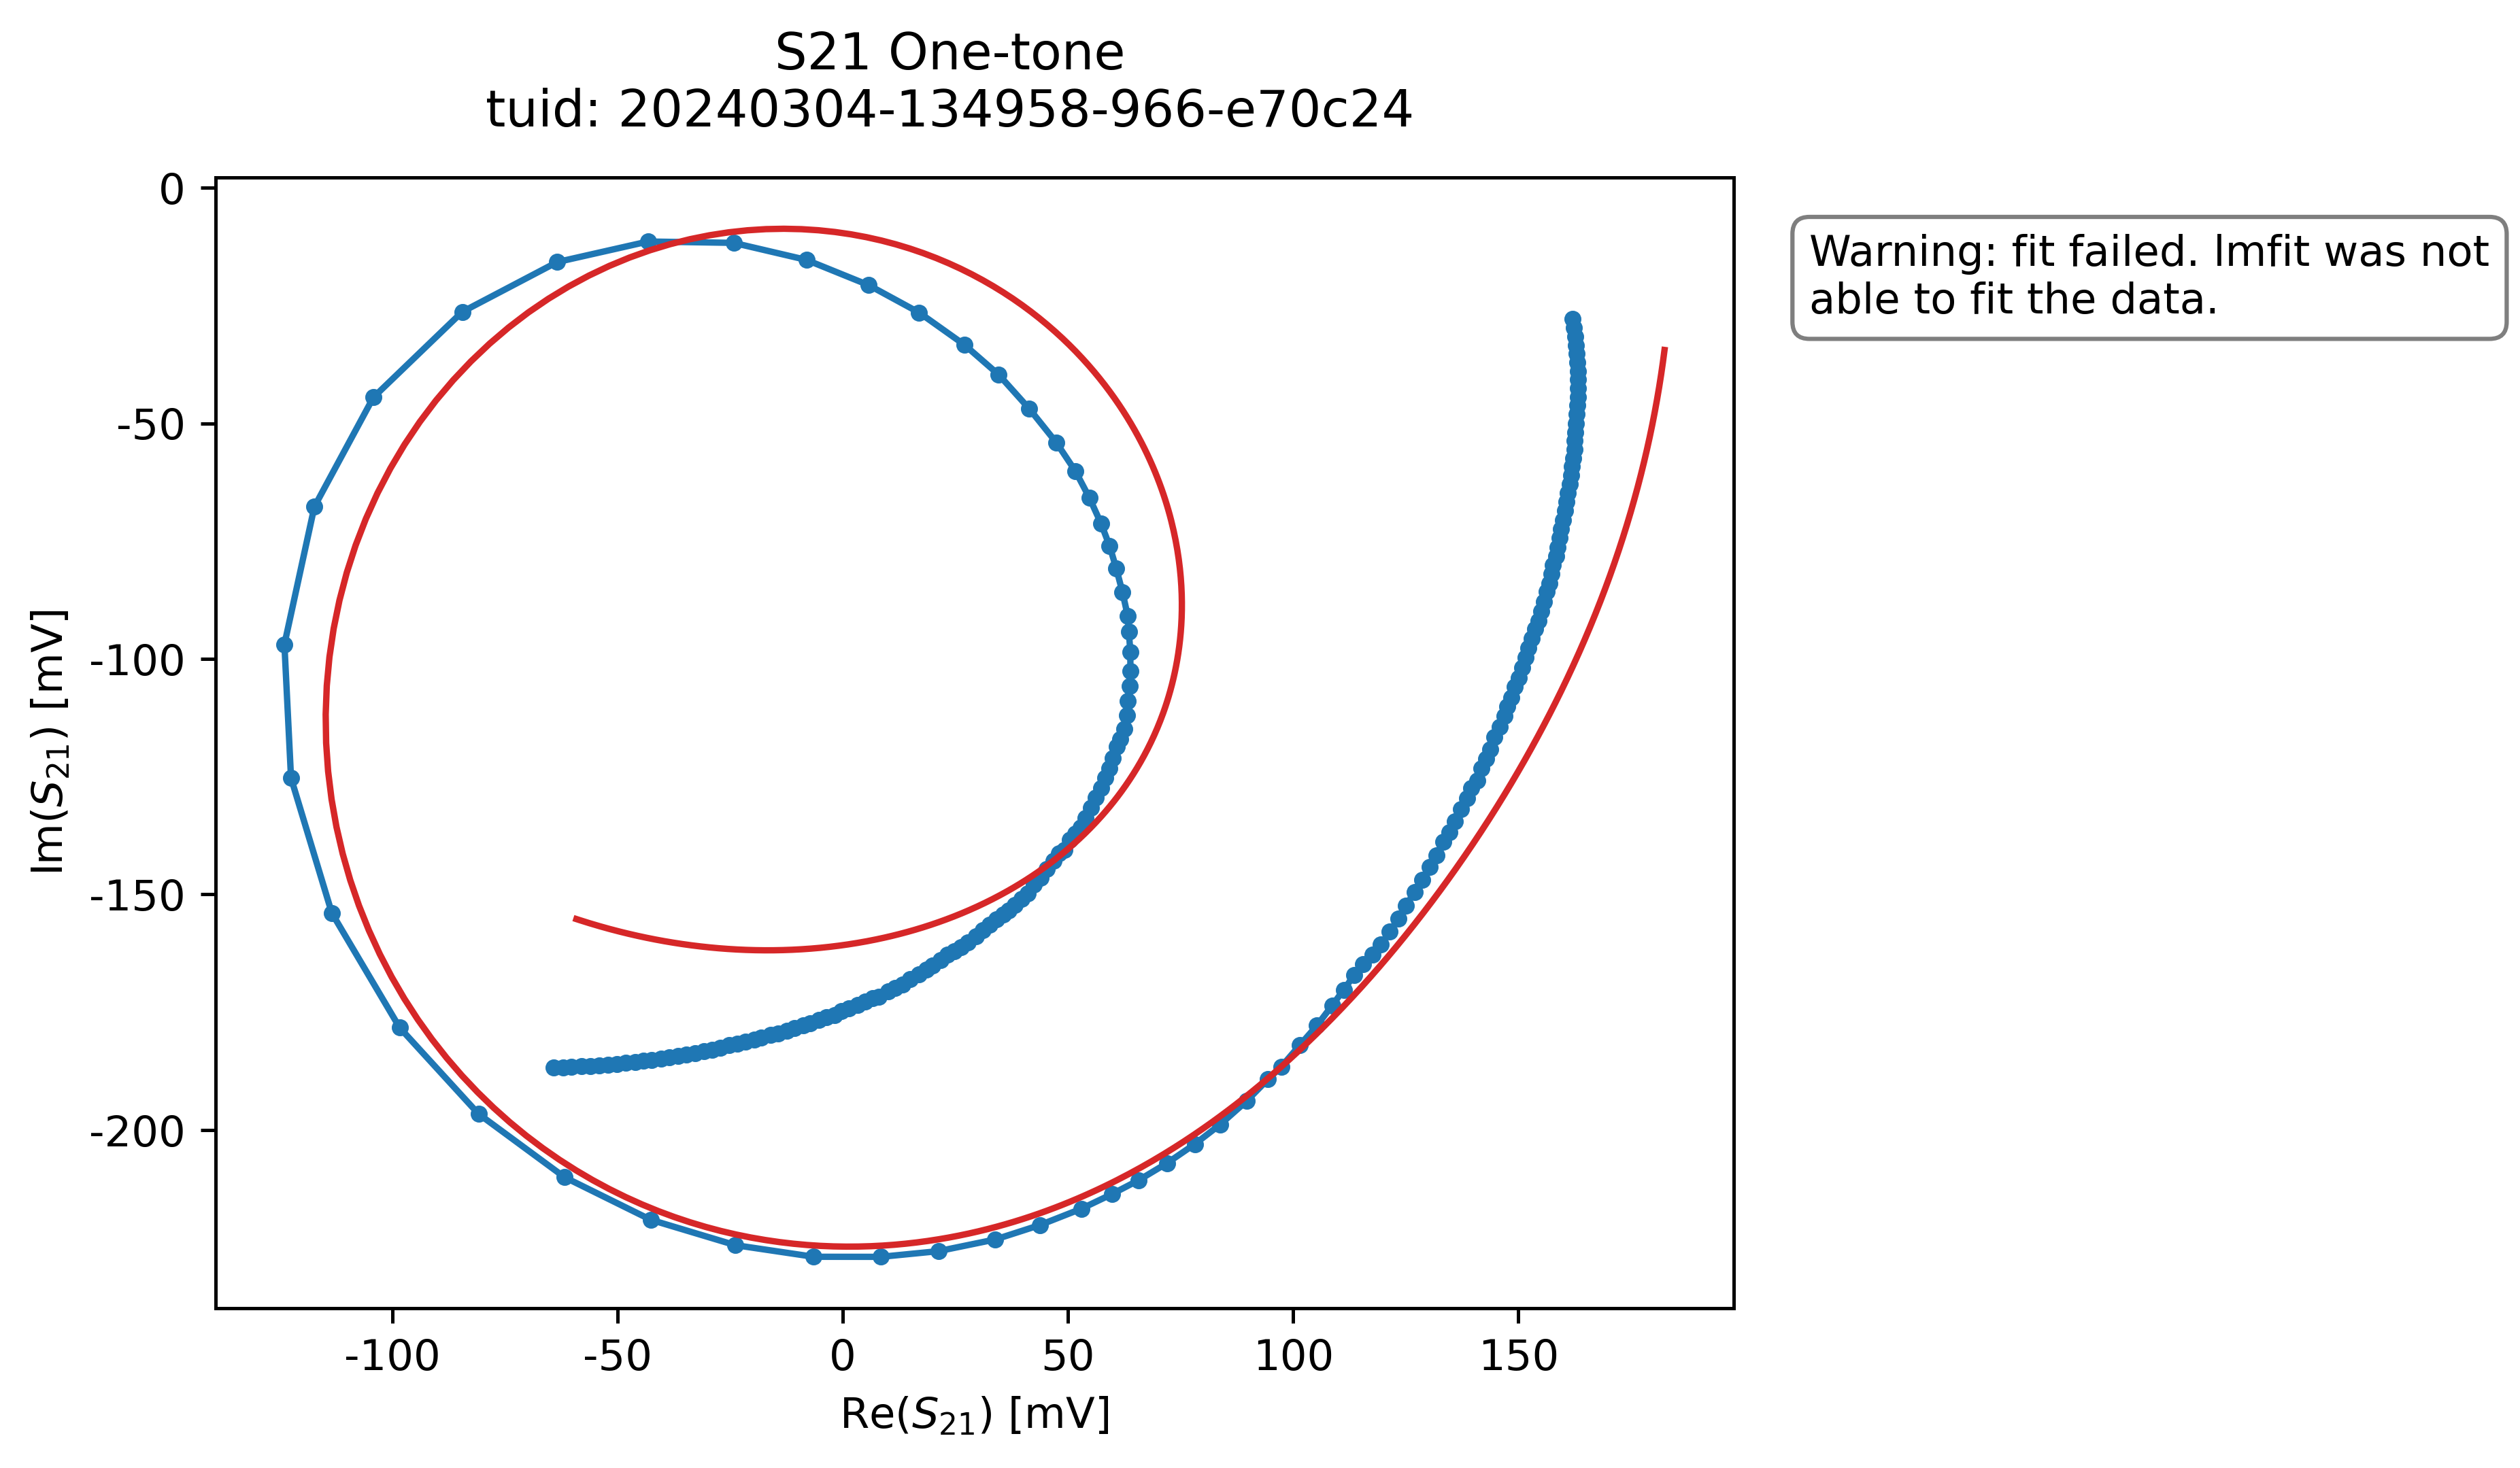 S21 One-tone
tuid: 20240304-134958-966-e70c24
Warning: fit failed. lmfit was not
able to fit the data.
Im(S21) [mV]
0
-50
-100
-150
-200
-100
-50
0
50
100
150
Re(S21) [mV]